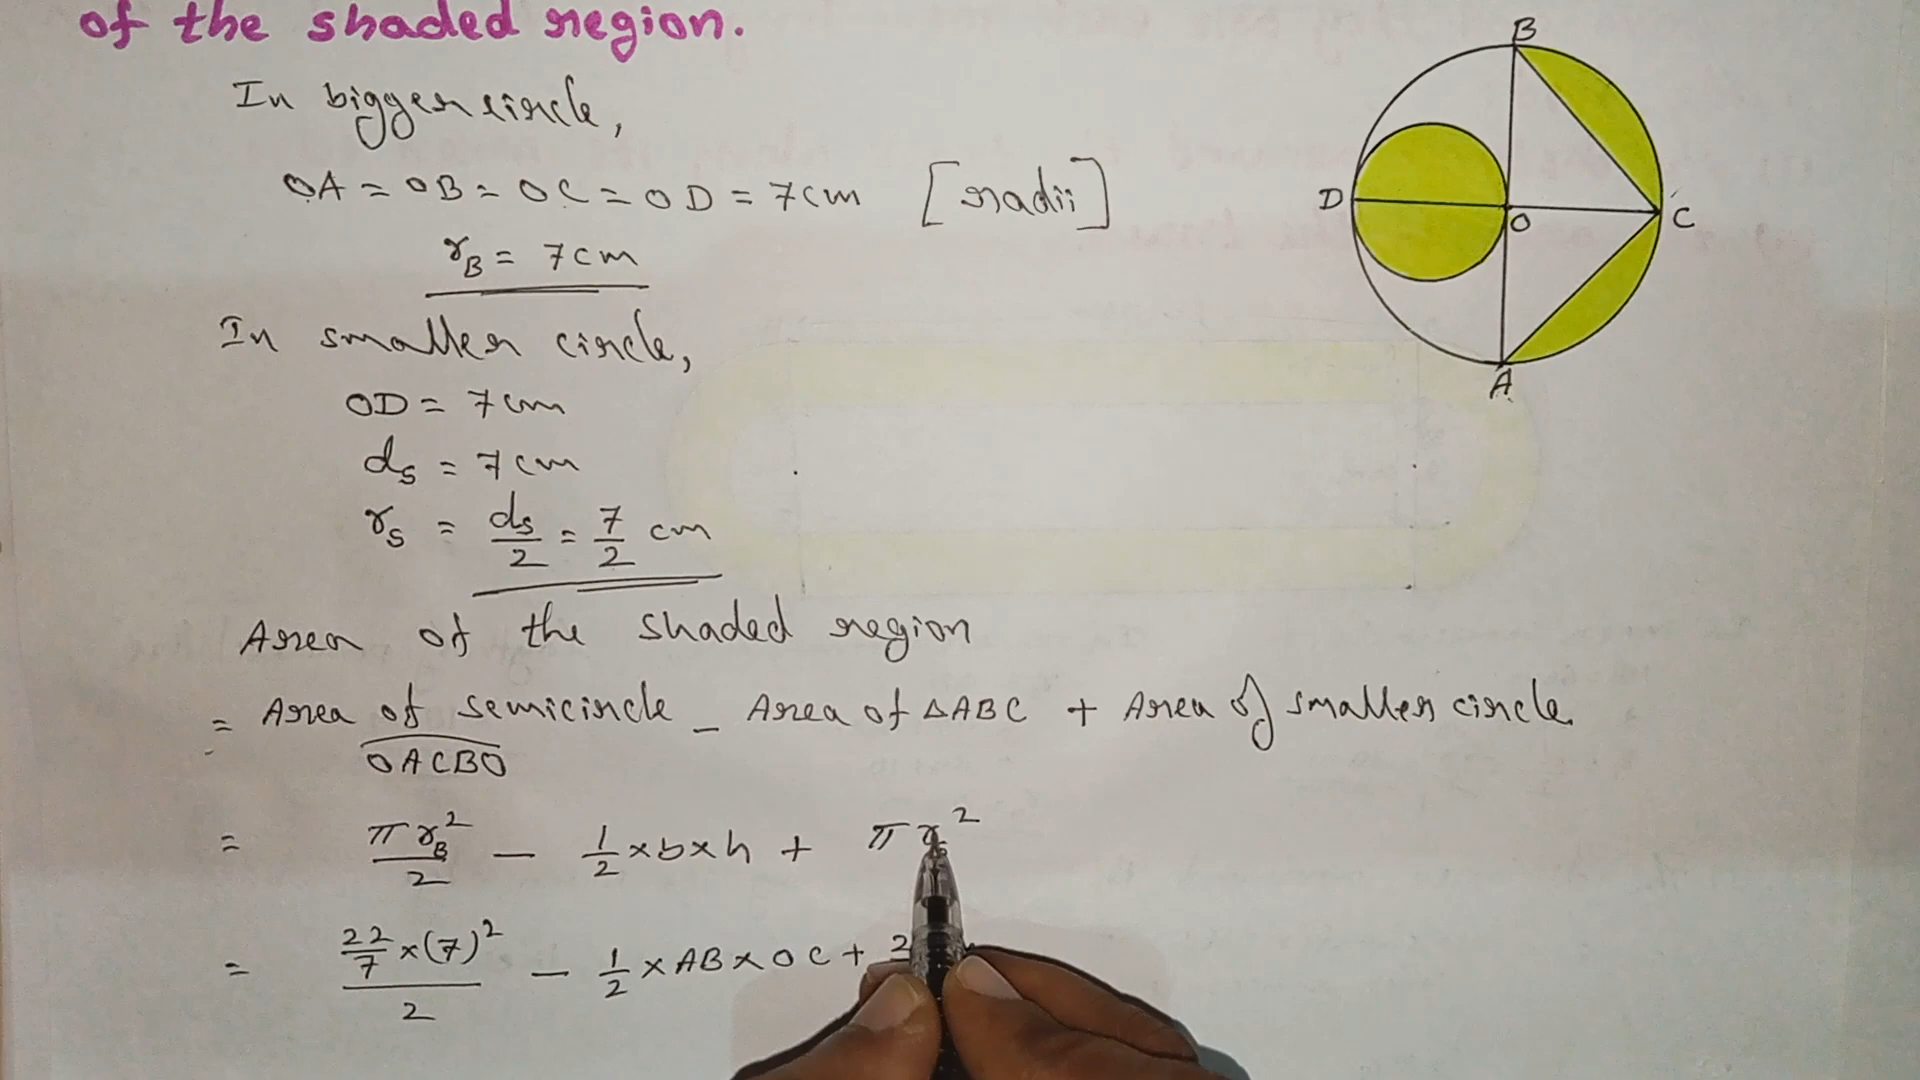 of the shaded region.
In bigger circle,
OA = OB = OC = OD = 7cm [radii]
r_B = 7cm
In smaller circle,
OD = 7cm
d_s = 7cm
r_s = d_s/2 = 7/2 cm
Area of the shaded region
= Area of semicircle - Area of △ABC + Area of smaller circle.
OACBO
= πr_B²/2 - 1/2 × b × h + πr²
= 22/7 × (7)²/2 - 1/2 × AB × OC +
B
D
O
C
A